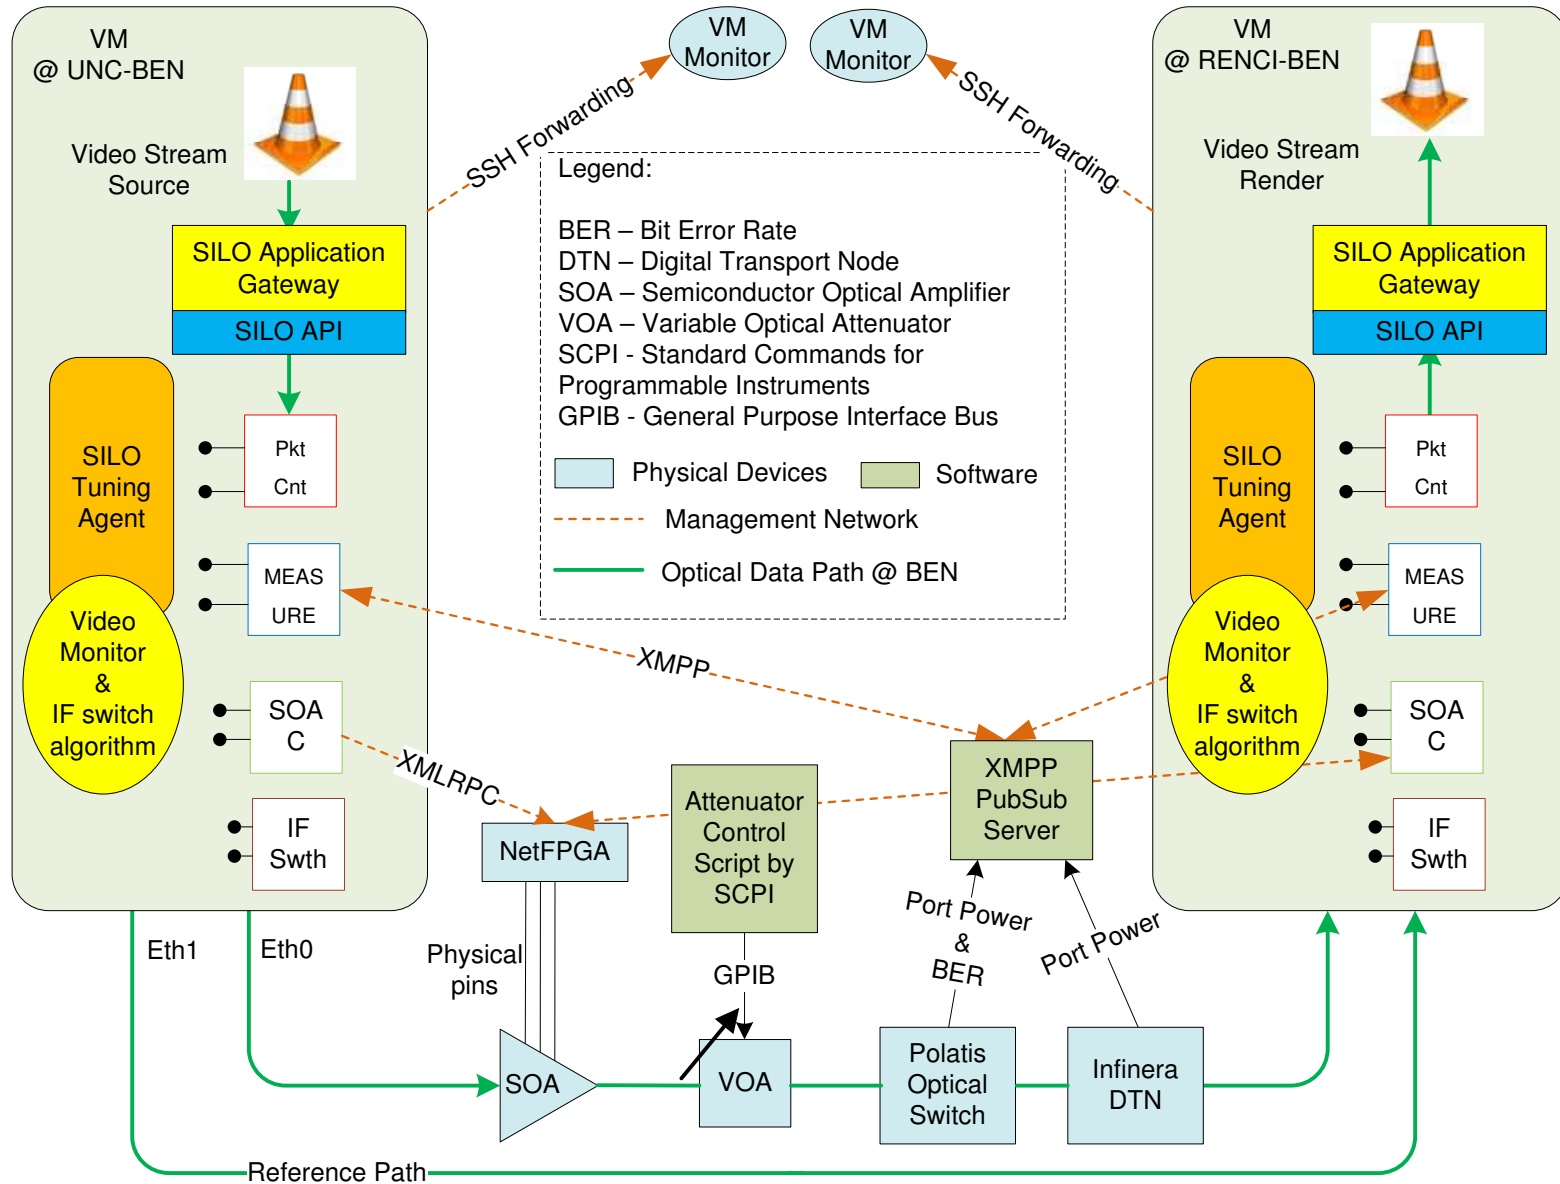 VM
@ UNC-BEN
Video Stream
Source
SILO Application
Gateway
SILO API
SILO
Tuning
Agent
Pkt
Cnt
MEAS
URE
Video
Monitor
&
IF switch
algorithm
SOA
C
IF
Swth
VM
Monitor
VM
Monitor
SSH Forwarding
SSH Forwarding
Legend:
BER – Bit Error Rate
DTN – Digital Transport Node
SOA – Semiconductor Optical Amplifier
VOA – Variable Optical Attenuator
SCPI - Standard Commands for
Programmable Instruments
GPIB - General Purpose Interface Bus
Physical Devices
Software
Management Network
Optical Data Path @ BEN
VM
@ RENCI-BEN
Video Stream
Render
SILO Application
Gateway
SILO API
SILO
Tuning
Agent
Pkt
Cnt
MEAS
URE
Video
Monitor
&
IF switch
algorithm
SOA
C
IF
Swth
XMPP
XMLRPC
NetFPGA
Attenuator
Control
Script by
SCPI
XMPP
PubSub
Server
Port Power
&
BER
Port Power
Eth1
Eth0
Physical
pins
GPIB
SOA
VOA
Polatis
Optical
Switch
Infinera
DTN
Reference Path